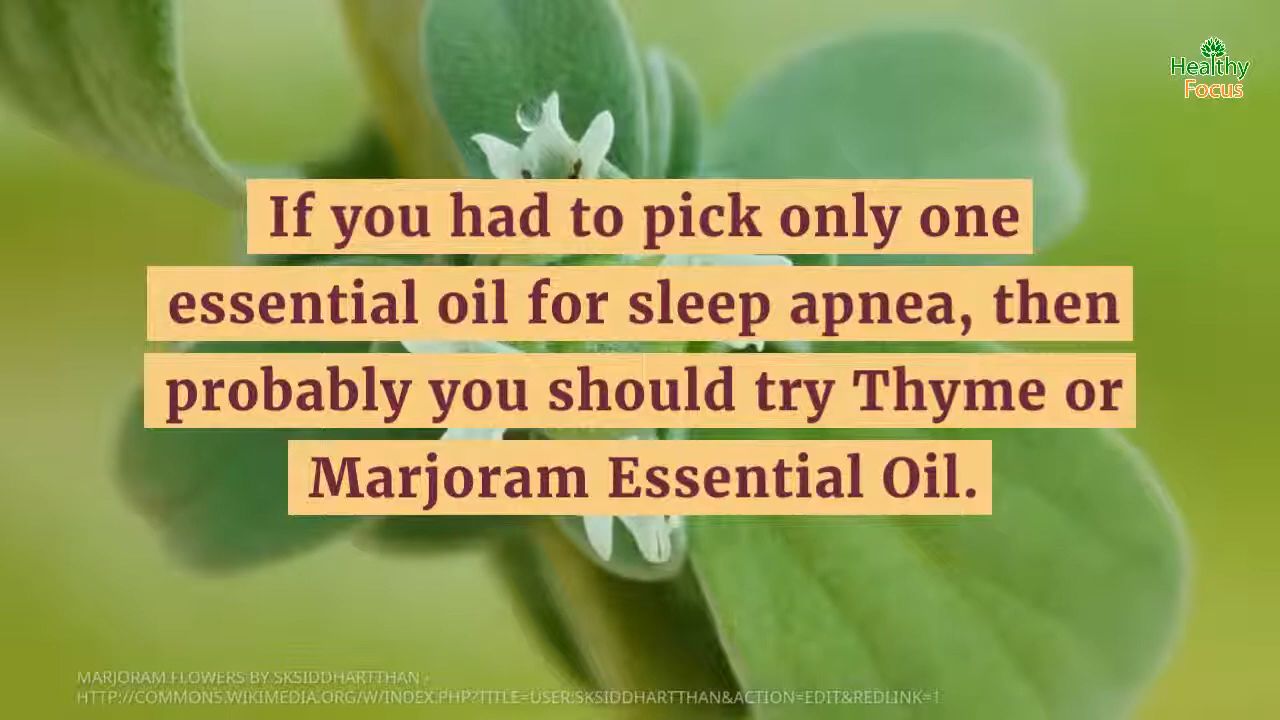 Healthy
Focus
If you had to pick only one
essential oil for sleep apnea, then
probably you should try Thyme or
Marjoram Essential Oil.
MARJORAM FLOWERS BY SKSIDDHARTTHAN -
HTTP://COMMONS.WIKIMEDIA.ORG/W/INDEX.PHP?TITLE=USER:SKSIDDHARTTHAN&ACTION=EDIT&REDLINK=1